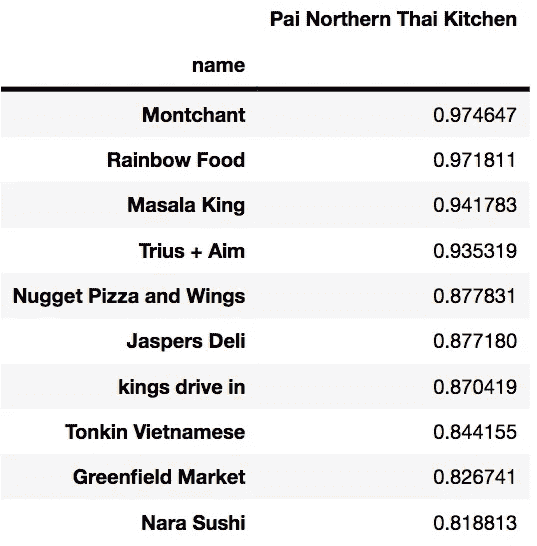 Pai Northern Thai Kitchen
name
Montchant 0.974647
Rainbow Food 0.971811
Masala King 0.941783
Trius + Aim 0.935319
Nugget Pizza and Wings 0.877831
Jaspers Deli 0.877180
kings drive in 0.870419
Tonkin Vietnamese 0.844155
Greenfield Market 0.826741
Nara Sushi 0.818813